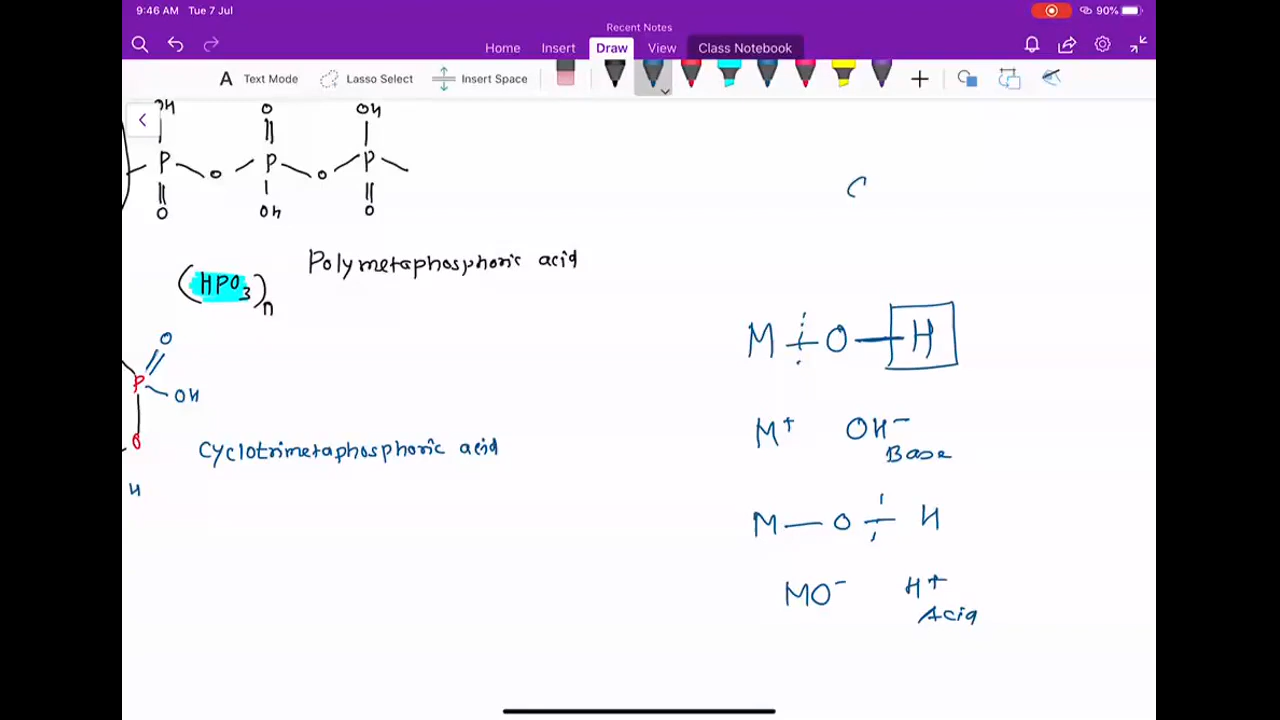 9:46 AM Tue 7 Jul
90%
Recent Notes
Home Insert Draw View Class Notebook
A Text Mode Lasso Select Insert Space
OH O OH
P O P O P
O OH O
Polymetaphosphoric acid
(HPO3)n
O
P
OH
O
Cyclotrimetaphosphoric acid
H
C
M O H
M+ OH-
Base
M O H
MO- H+
Acid